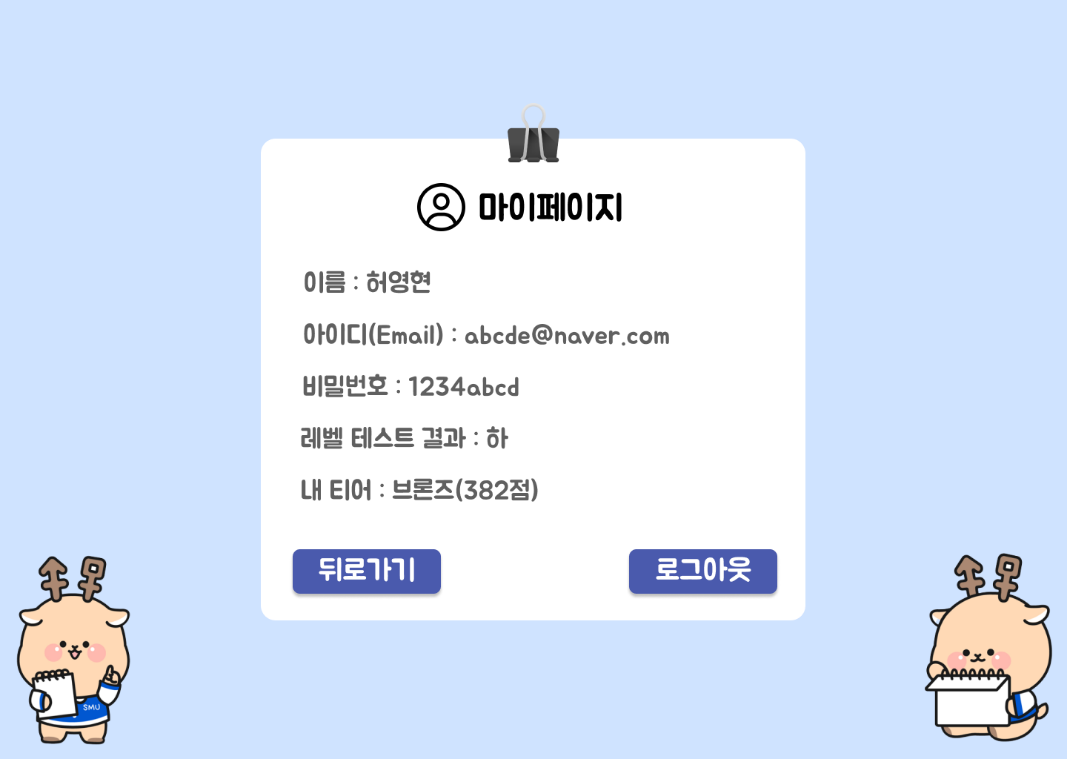 마이페이지
이름 : 허영현
아이디(Email) : abcde@naver.com
비밀번호 : 1234abcd
레벨 테스트 결과 : 하
내 티어 : 브론즈(382점)
뒤로가기 로그아웃
SMU